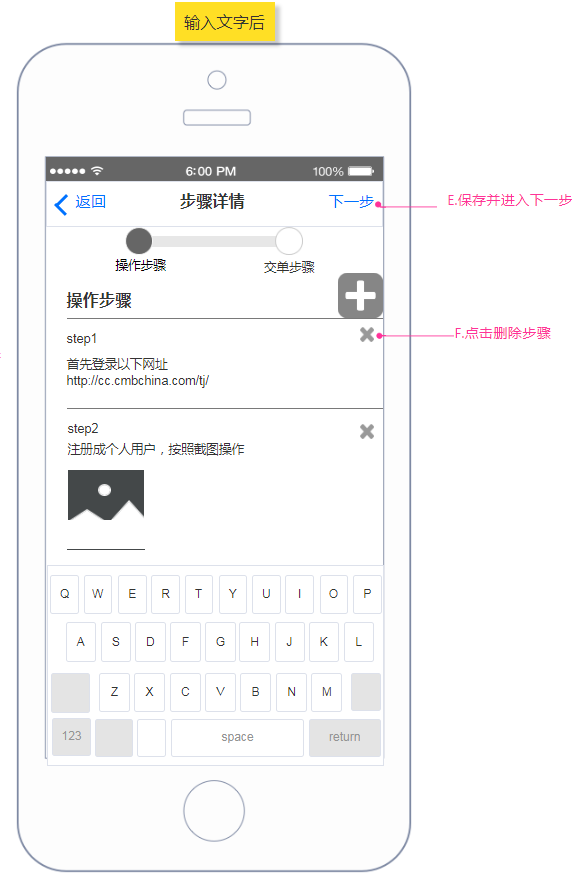 输入文字后
6:00 PM
100%
返回
步骤详情
下一步
E.保存并进入下一步
操作步骤
交单步骤
操作步骤
step1
F.点击删除步骤
首先登录以下网址
http://cc.cmbchina.com/tj/
step2
注册成个人用户，按照截图操作
Q W E R T Y U I O P
A S D F G H J K L
Z X C V B N M
123 space return